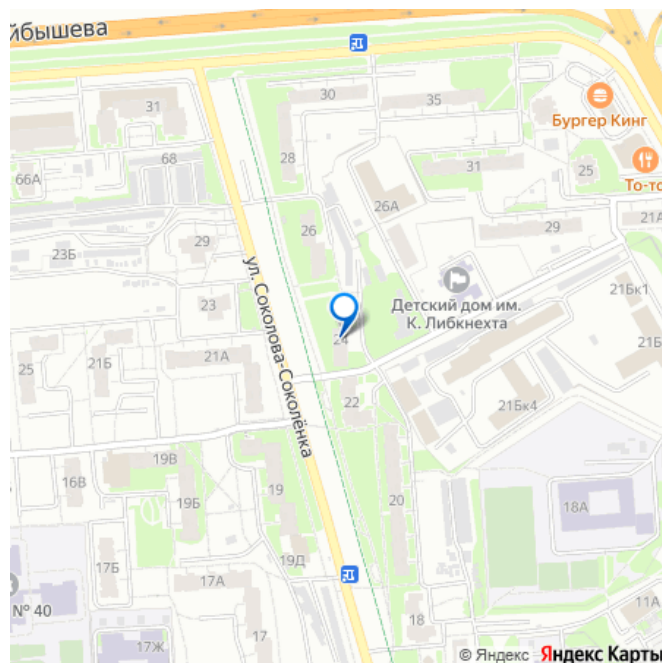 йбышева
30
35
31
Бургер Кинг
28
68
31
25
То-то
66А
26А
21А
29
26
23Б
29
Детский дом им.
К. Либкнехта
21Бк1
23
ул. Соколова-Соколёнка
24
21Б
25
21Б
21А
22
21Бк4
19В
16В
19
19Б
20
18А
19Д
17Б
17А
№ 40
11А
18
17
17Ж
© Яндекс Яндекс Карты